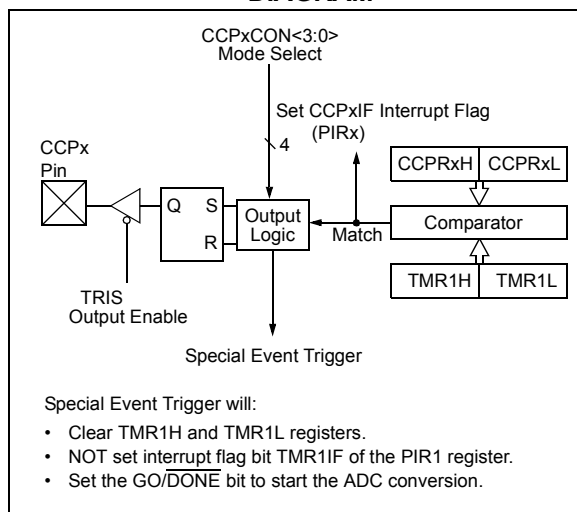 CCPxCON<3:0>
Mode Select
Set CCPxIF Interrupt Flag
(PIRx)
4
CCPx
Pin
CCPRxH CCPRxL
Q S
R
Output
Logic
Match
Comparator
TMR1H TMR1L
TRIS
Output Enable
Special Event Trigger
Special Event Trigger will:
• Clear TMR1H and TMR1L registers.
• NOT set interrupt flag bit TMR1IF of the PIR1 register.
• Set the GO/DONE bit to start the ADC conversion.